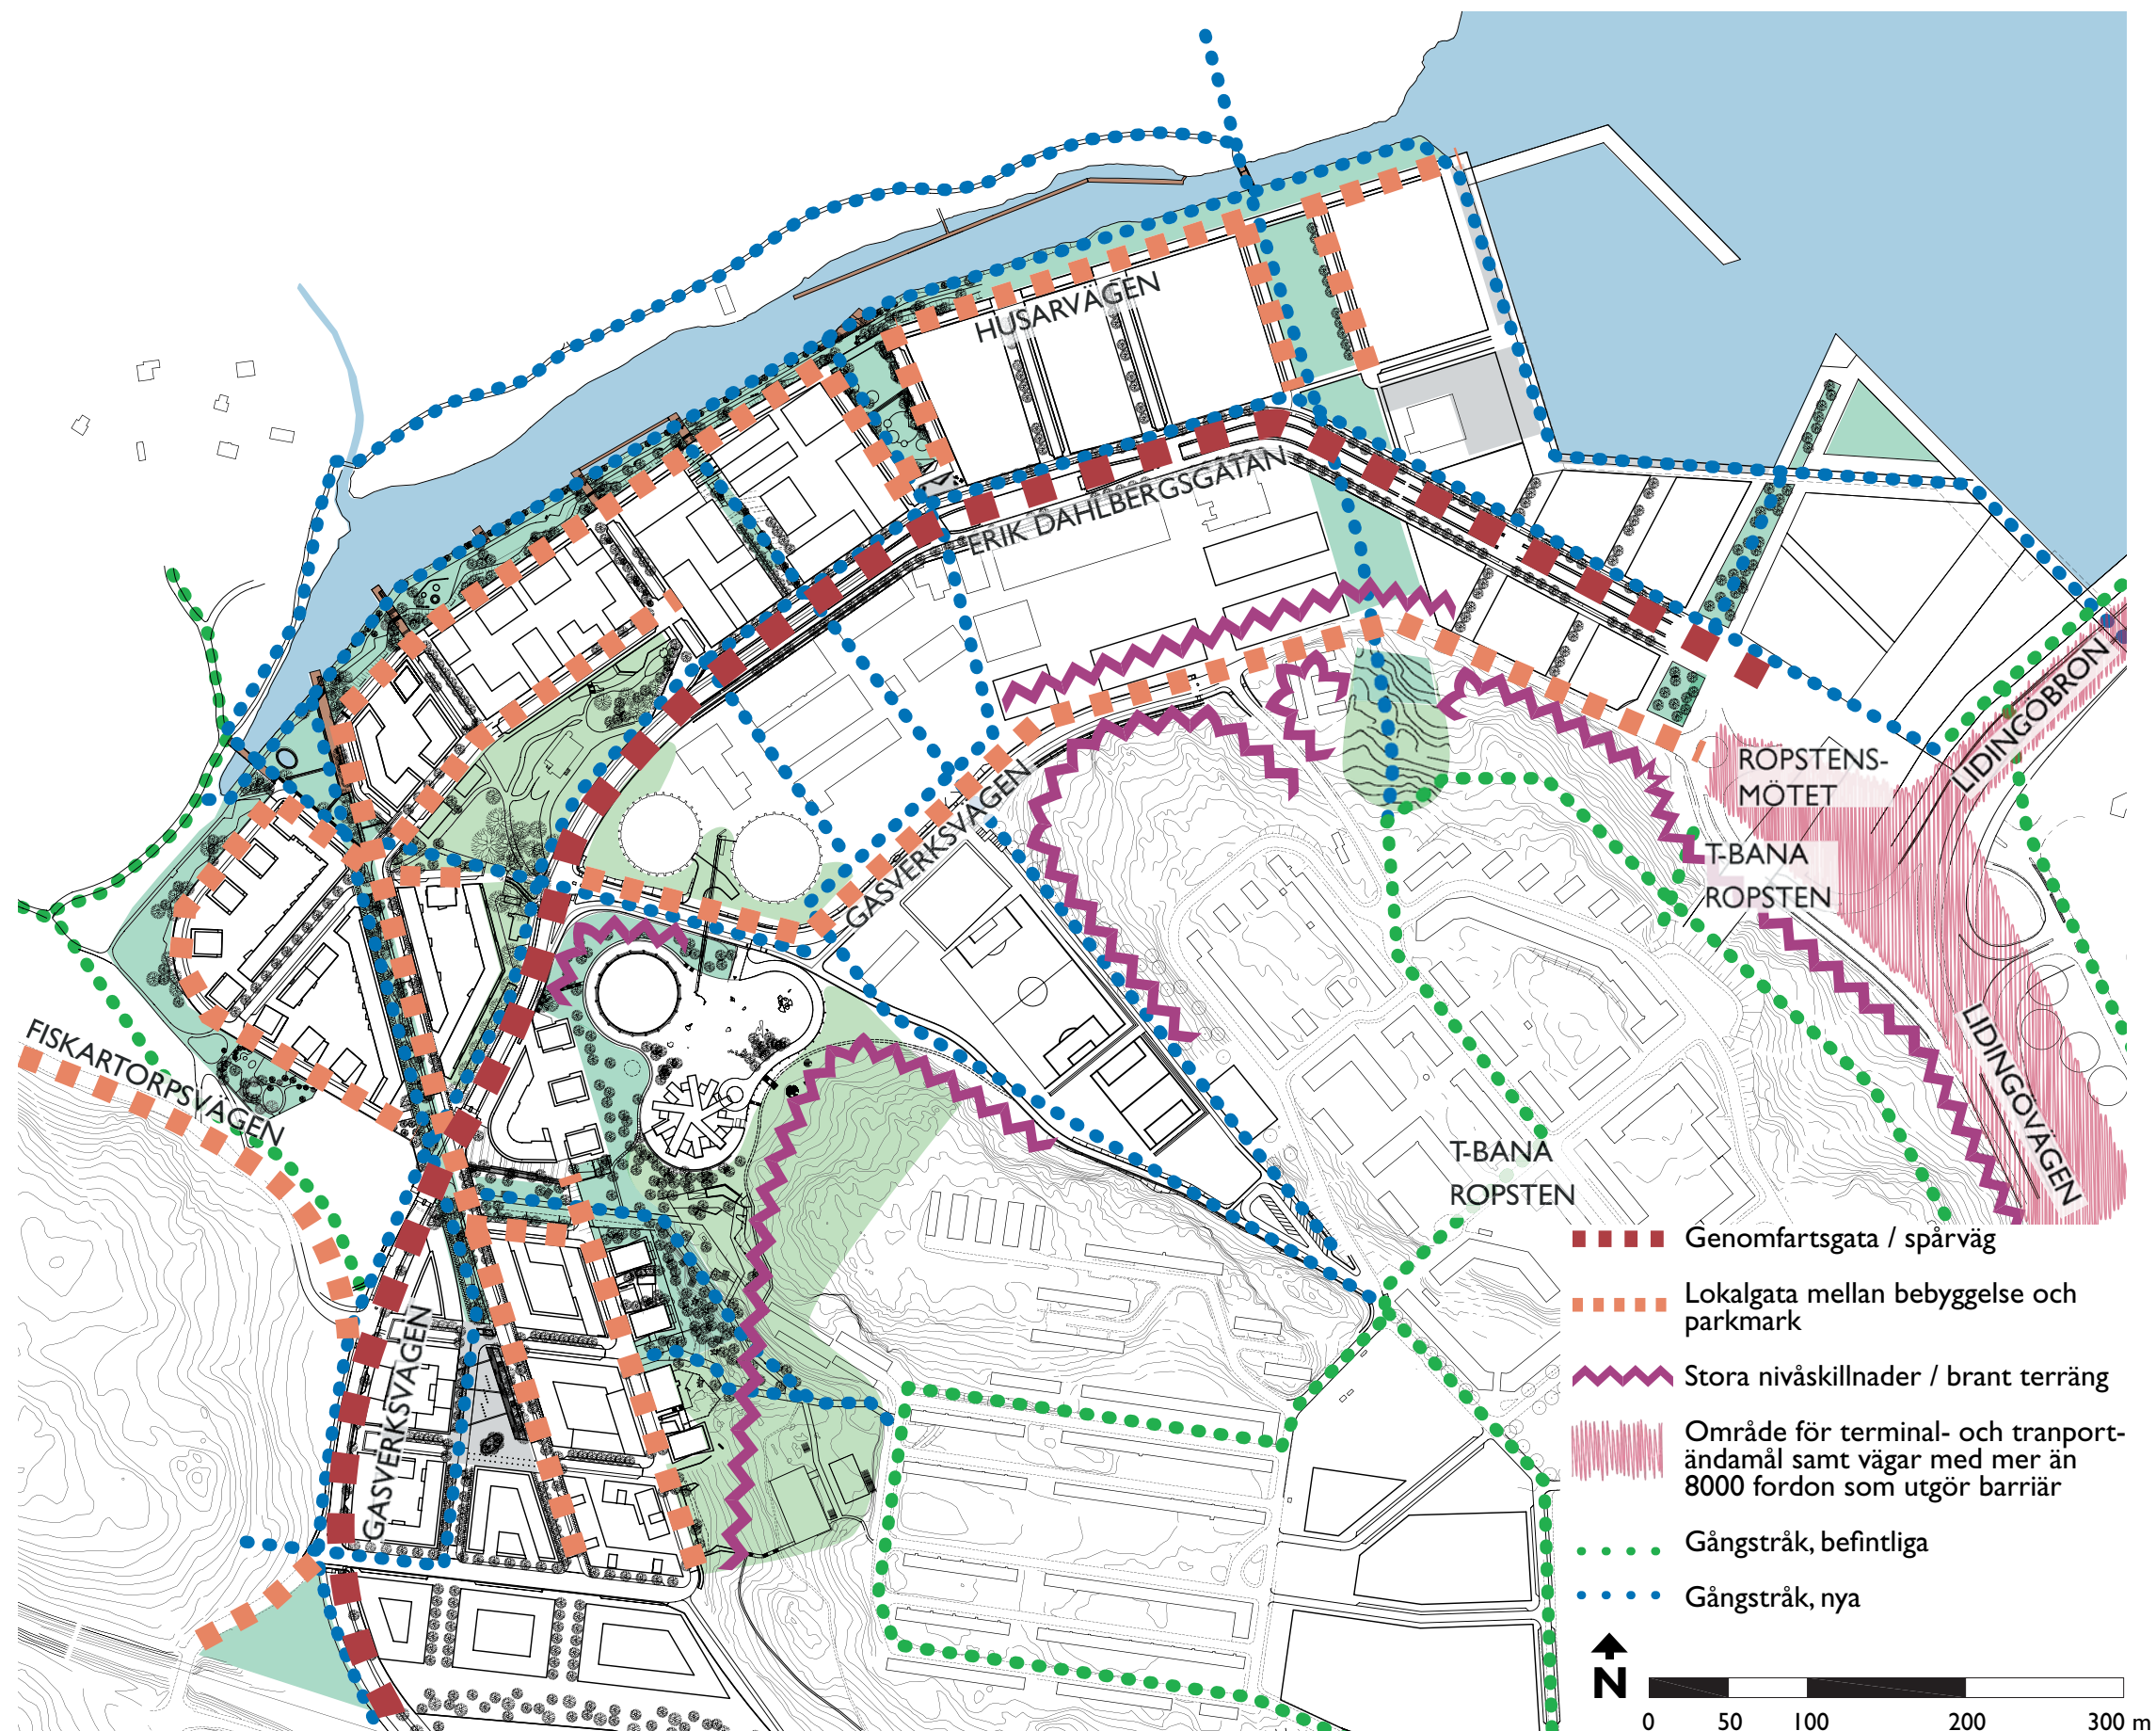 HUSARVÄGEN
ERIK DAHLBERGSGATAN
GASVERKSVÄGEN
LIDINGÖBRON
ROPSTENS-
MÖTET
T-BANA
ROPSTEN
LIDINGÖVÄGEN
FISKARTORPSVÄGEN
T-BANA
ROPSTEN
GASVERKSVÄGEN
Genomfartsgata / spårväg
Lokalgata mellan bebyggelse och
parkmark
Stora nivåskillnader / brant terräng
Område för terminal- och tranport-
ändamål samt vägar med mer än
8000 fordon som utgör barriär
Gångstråk, befintliga
Gångstråk, nya
N
0 50 100 200 300 m